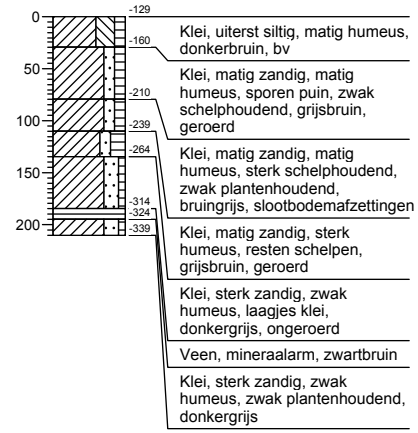 0
50
100
150
200
-129
-160
-210
-239
-264
-314
-324
-339
Klei, uiterst siltig, matig humeus,
donkerbruin, bv
Klei, matig zandig, matig
humeus, sporen puin, zwak
schelphoudend, grijsbruin,
geroerd
Klei, matig zandig, matig
humeus, sterk schelphoudend,
zwak plantenhoudend,
bruingrijs, slootbodemafzettingen
Klei, matig zandig, sterk
humeus, resten schelpen,
grijsbruin, geroerd
Klei, sterk zandig, zwak
humeus, laagjes klei,
donkergrijs, ongeroerd
Veen, mineraalarm, zwartbruin
Klei, sterk zandig, zwak
humeus, zwak plantenhoudend,
donkergrijs